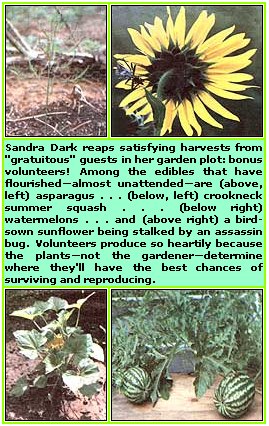 Sandra Dark reaps satisfying harvests from
"gratuitous" guests in her garden plot: bonus
volunteers! Among the edibles that have
flourished—almost unattended—are (above,
left) asparagus . . . (below, left) crookneck
summer squash . . . (below right)
watermelons . . . and (above right) a bird-
sown sunflower being stalked by an assassin
bug. Volunteers produce so heartily because
the plants—not the gardener—determine
where they'll have the best chances of
surviving and reproducing.